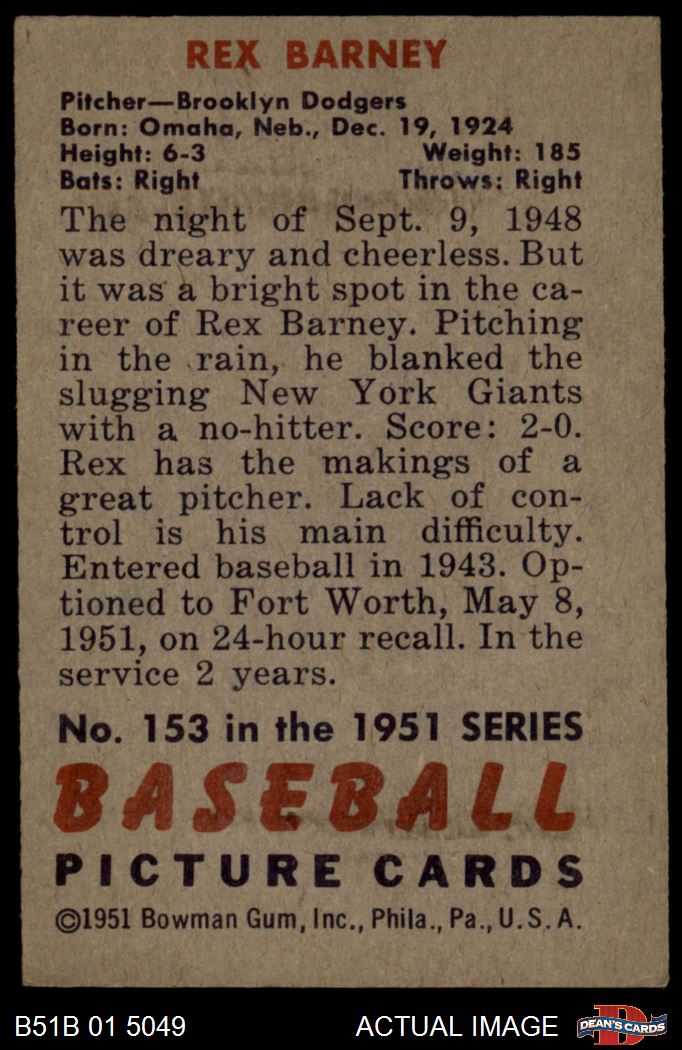 REX BARNEY
Pitcher—Brooklyn Dodgers
Born: Omaha, Neb., Dec. 19, 1924
Height: 6-3 Weight: 185
Bats: Right Throws: Right
The night of Sept. 9, 1948
was dreary and cheerless. But
it was a bright spot in the ca-
reer of Rex Barney. Pitching
in the rain, he blanked the
slugging New York Giants
with a no-hitter. Score: 2-0.
Rex has the makings of a
great pitcher. Lack of con-
trol is his main difficulty.
Entered baseball in 1943. Op-
tioned to Fort Worth, May 8,
1951, on 24-hour recall. In the
service 2 years.
No. 153 in the 1951 SERIES
BASEBALL
PICTURE CARDS
©1951 Bowman Gum, Inc., Phila., Pa., U.S.A.
B51B 01 5049 ACTUAL IMAGE D DEAN'S CARDS